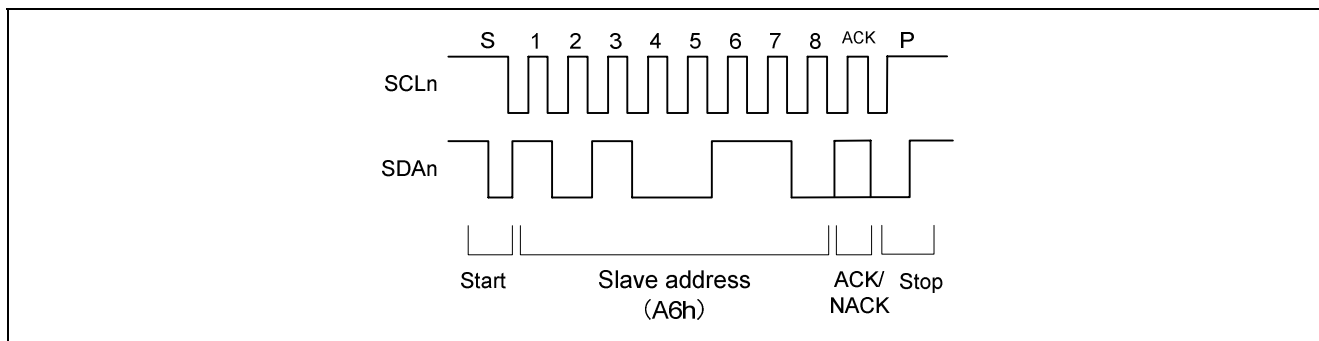 S 1 2 3 4 5 6 7 8 ACK P
SCLn
SDAn
Start Slave address ACK/ Stop
(A6h) NACK